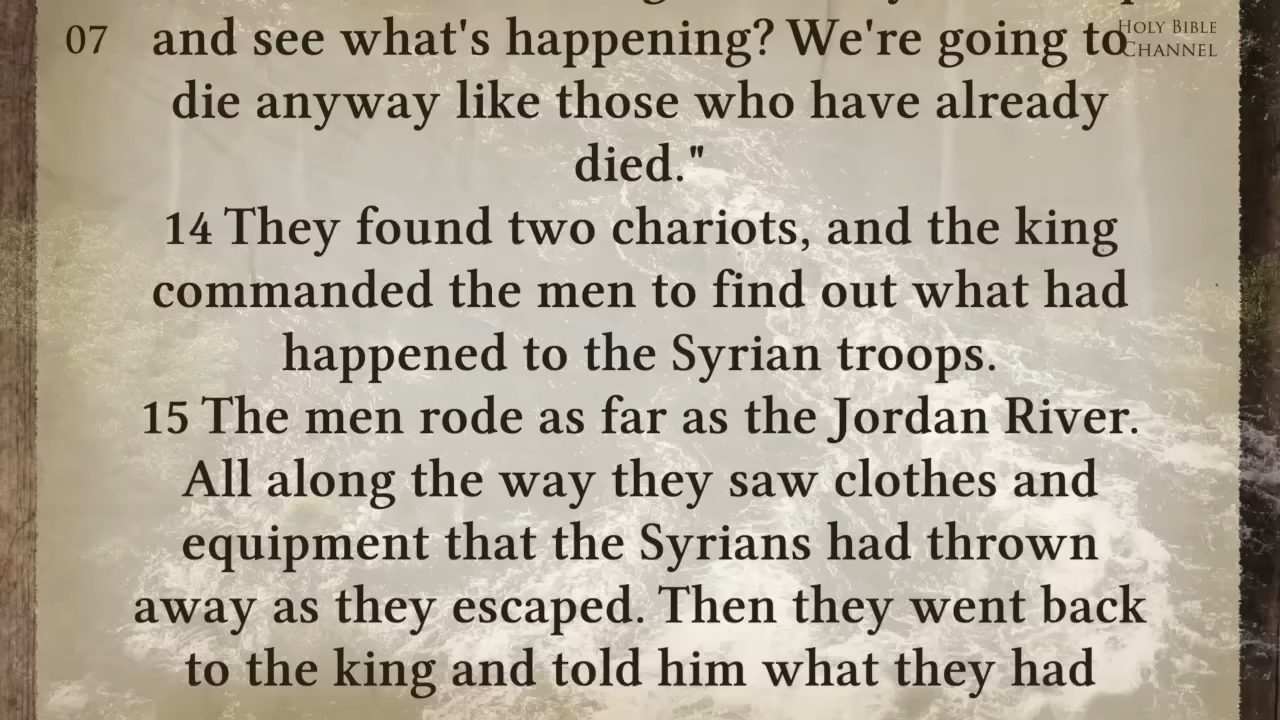 07
HOLY BIBLE
CHANNEL
and see what's happening? We're going to
die anyway like those who have already
died."
14 They found two chariots, and the king
commanded the men to find out what had
happened to the Syrian troops.
15 The men rode as far as the Jordan River.
All along the way they saw clothes and
equipment that the Syrians had thrown
away as they escaped. Then they went back
to the king and told him what they had